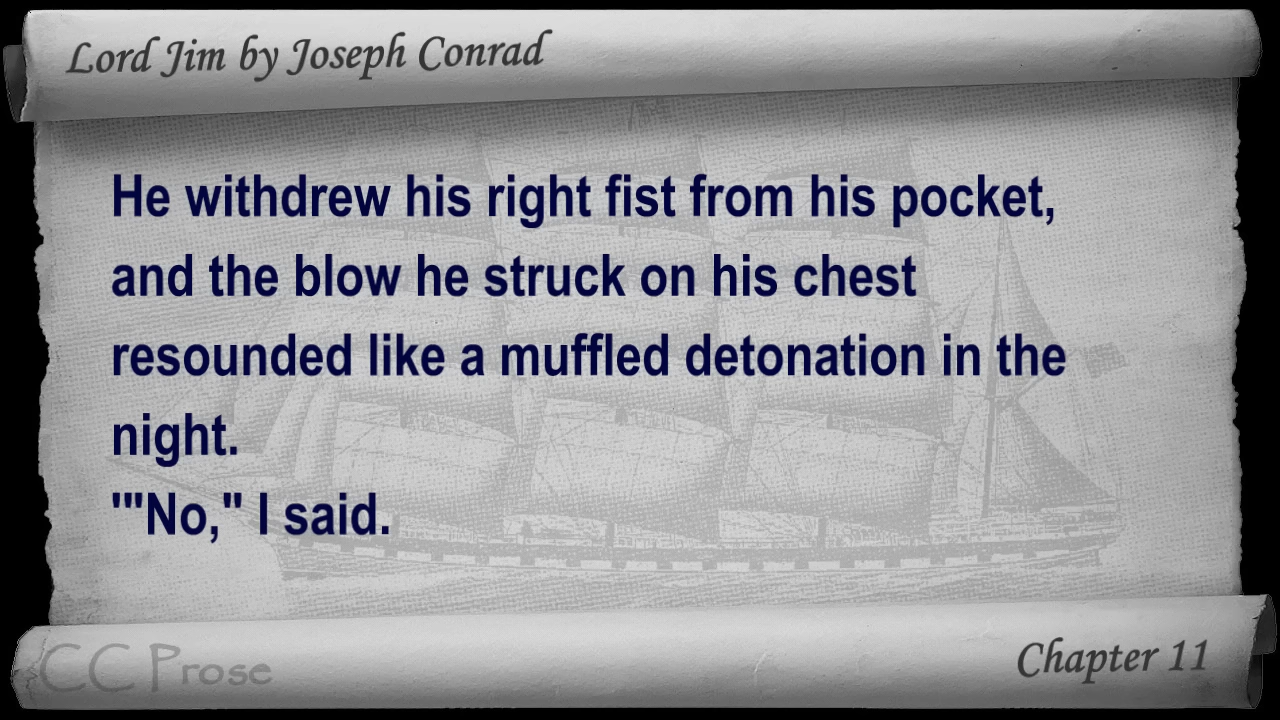 Lord Jim by Joseph Conrad
He withdrew his right fist from his pocket,
and the blow he struck on his chest
resounded like a muffled detonation in the
night.
'"No," I said.
CC Prose
Chapter 11